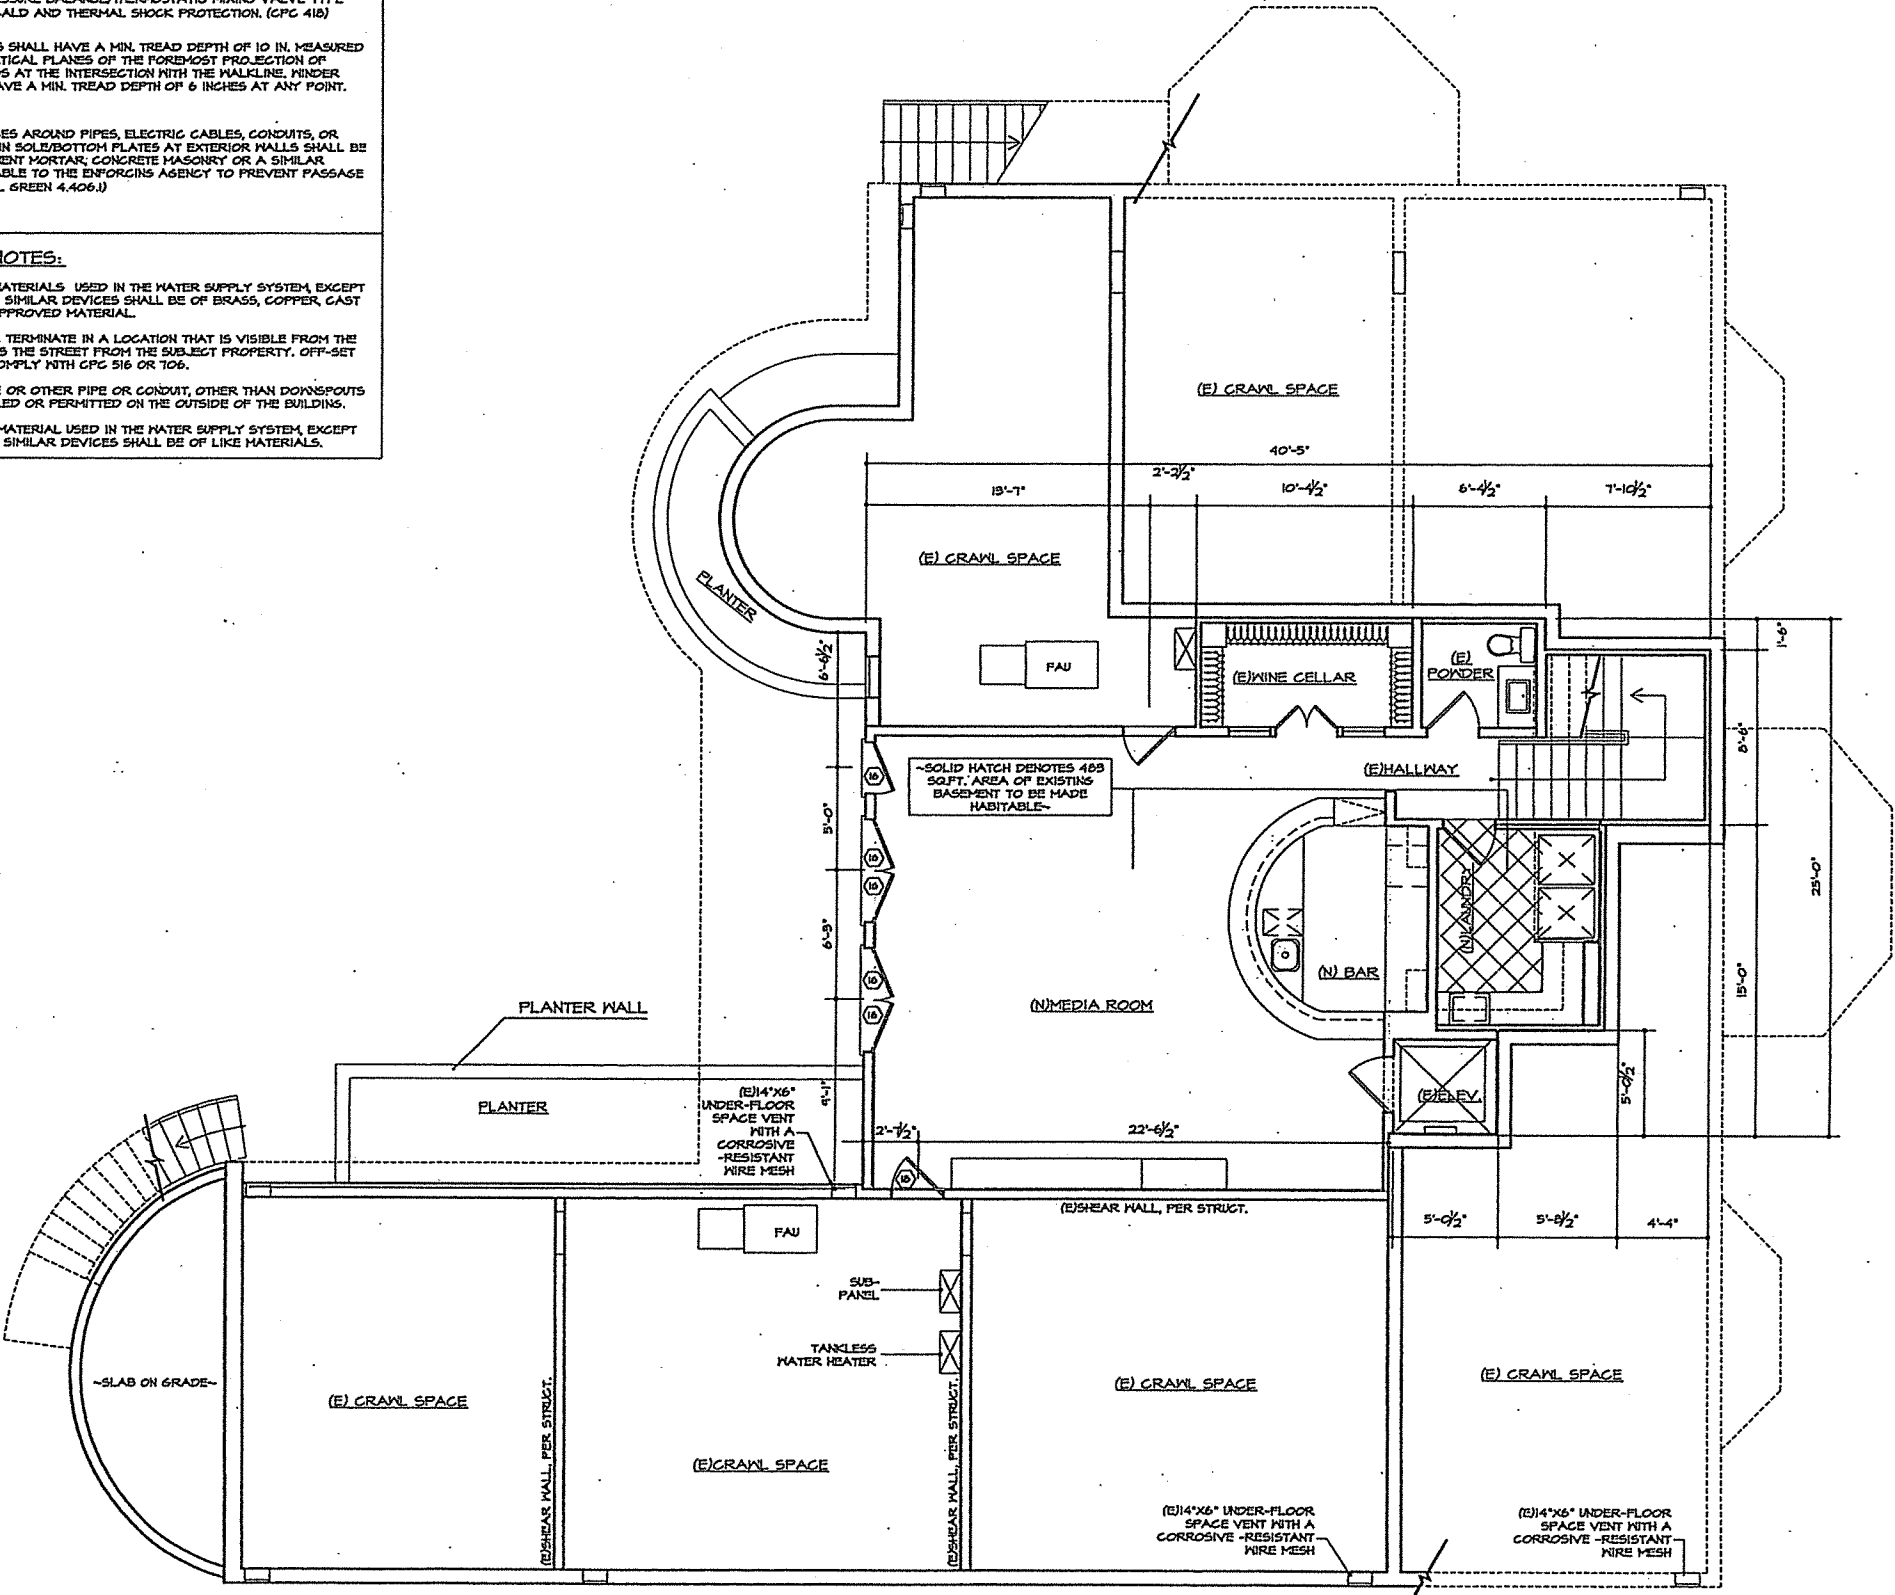 ALD AND THERMAL SHOCK PROTECTION. (CPC 418)
SHALL HAVE A MIN. TREAD DEPTH OF 10 IN. MEASURED
TICAL PLANES OF THE FOREMOST PROJECTION OF
S AT THE INTERSECTION WITH THE WALKLINE. WINDER
AVE A MIN. TREAD DEPTH OF 6 INCHES AT ANY POINT.
ES AROUND PIPES, ELECTRIC CABLES, CONDUITS, OR
IN SOLE/BOTTOM PLATES AT EXTERIOR WALLS SHALL BE
ENT MORTAR; CONCRETE MASONRY OR A SIMILAR
ABLE TO THE ENFORCING AGENCY TO PREVENT PASSAGE
L GREEN 4.406.1)
NOTES:
MATERIALS USED IN THE WATER SUPPLY SYSTEM, EXCEPT
SIMILAR DEVICES SHALL BE OF BRASS, COPPER, CAST
PPROVED MATERIAL.
TERMINATE IN A LOCATION THAT IS VISIBLE FROM THE
S THE STREET FROM THE SUBJECT PROPERTY. OFF-SET
OMPLY WITH CPC 516 OR 706.
E OR OTHER PIPE OR CONDUIT, OTHER THAN DOWNSPOUTS
LED OR PERMITTED ON THE OUTSIDE OF THE BUILDING.
MATERIAL USED IN THE WATER SUPPLY SYSTEM, EXCEPT
SIMILAR DEVICES SHALL BE OF LIKE MATERIALS.
(E) CRAWL SPACE
40'-5"
2'-2½"
13'-7"
10'-4½"
6'-4½"
7'-10½"
(E) CRAWL SPACE
PLANTER
6'-6½"
FAU
(E)WINE CELLAR
(E)
POWDER
1'-6"
8'-6"
~SOLID HATCH DENOTES 483
SQ.FT. AREA OF EXISTING
BASEMENT TO BE MADE
HABITABLE~
(E)HALLWAY
16
5'-0"
16
16
6'-3"
16
16
(N)LAUNDRY
25'-0"
15'-0"
(N) BAR
(N)MEDIA ROOM
PLANTER WALL
PLANTER
(E)14"X6"
UNDER-FLOOR
SPACE VENT
WITH A
CORROSIVE
-RESISTANT
WIRE MESH
9'-1"
(E)ELEV.
5'-0½"
2'-7½"
22'-6½"
16
(E)SHEAR WALL, PER STRUCT.
5'-0½"
5'-8½"
4'-4"
FAU
SUB-
PANEL
TANKLESS
WATER HEATER
~SLAB ON GRADE~
(E) CRAWL SPACE
(E)SHEAR WALL, PER STRUCT.
(E)CRAWL SPACE
(E)SHEAR WALL, PER STRUCT.
(E) CRAWL SPACE
(E) CRAWL SPACE
(E)14"X6" UNDER-FLOOR
SPACE VENT WITH A
CORROSIVE -RESISTANT
WIRE MESH
(E)14"X6" UNDER-FLOOR
SPACE VENT WITH A
CORROSIVE -RESISTANT
WIRE MESH